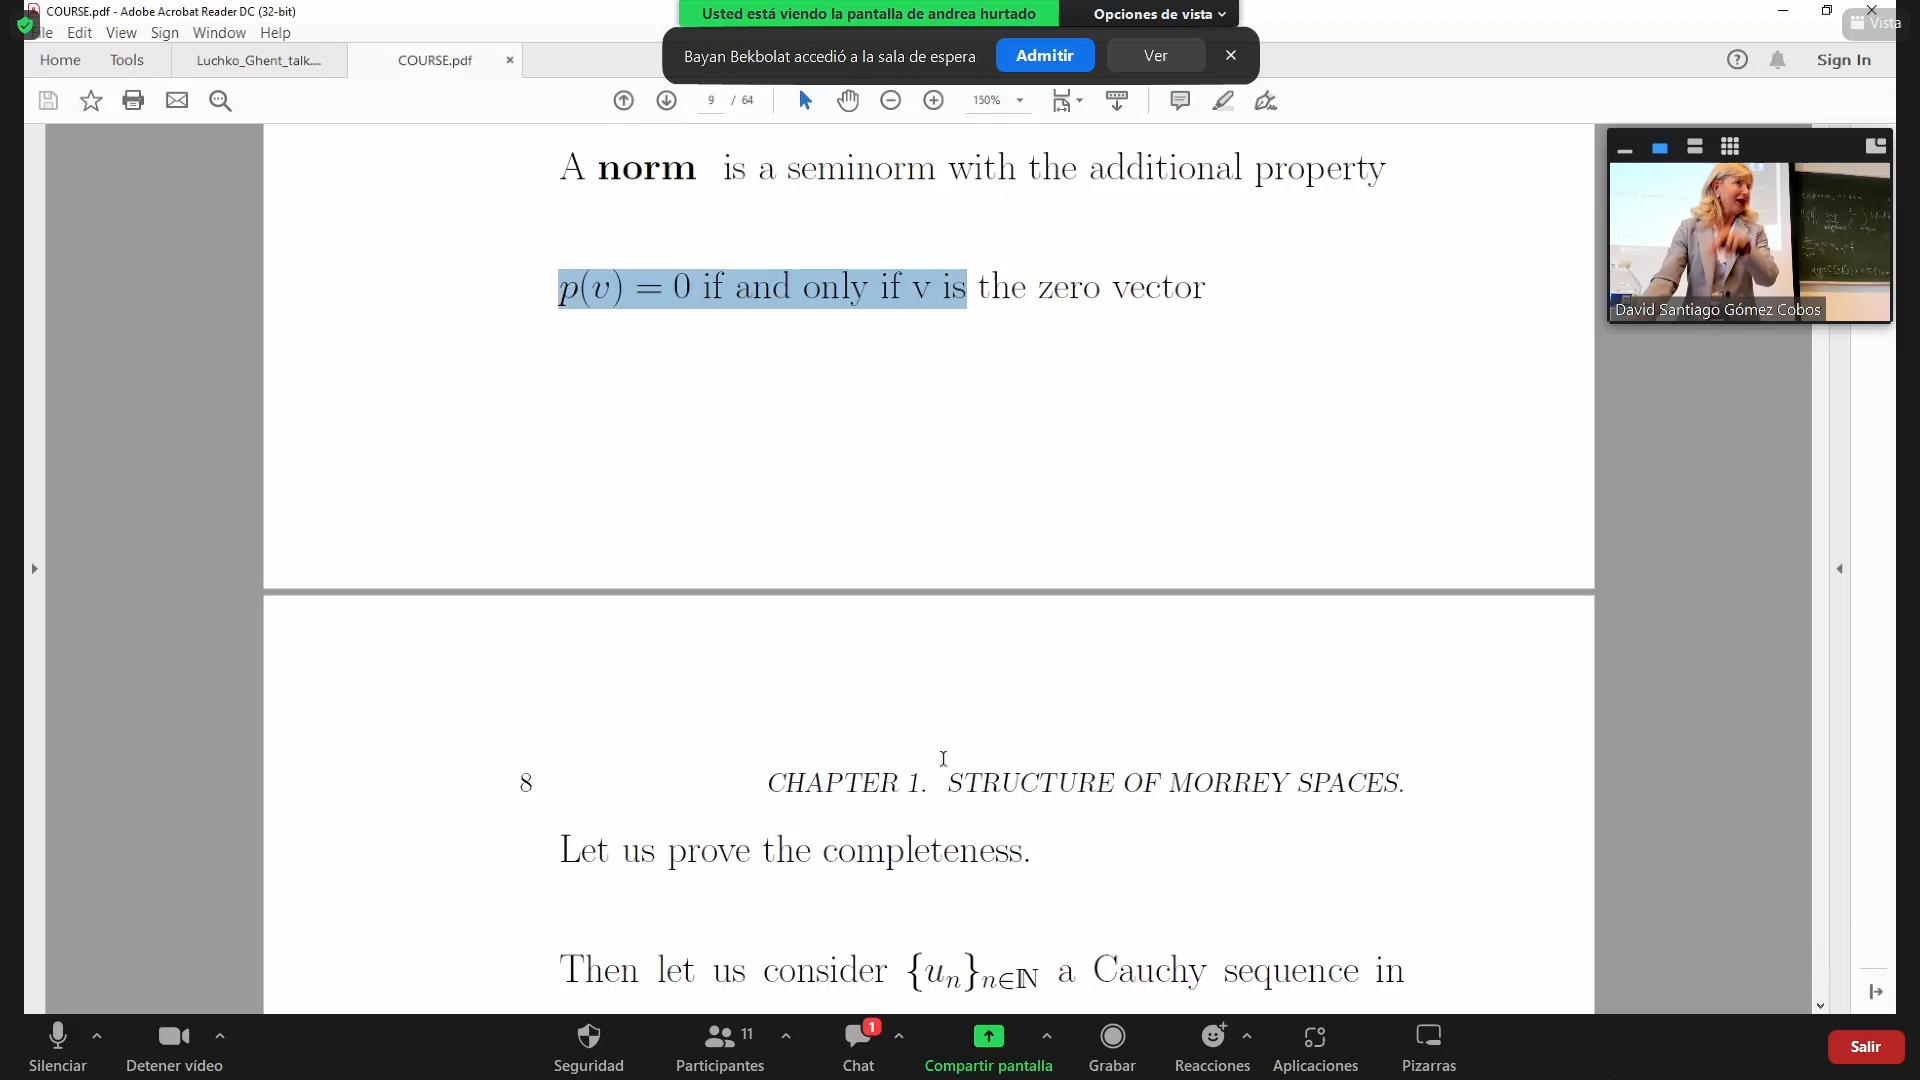 COURSE.pdf - Adobe Acrobat Reader DC (32-bit)
Usted está viendo la pantalla de andrea hurtado
Opciones de vista
Vista
Edit View Sign Window Help
Bayan Bekbolat accedió a la sala de espera
Admitir
Ver
Home Tools Luchko_Ghent_talk.... COURSE.pdf
Sign In
9 / 64
150%
A norm is a seminorm with the additional property
p(v) = 0 if and only if v is the zero vector
David Santiago Gómez Cobos
8 CHAPTER 1. STRUCTURE OF MORREY SPACES.
Let us prove the completeness.
Then let us consider {uₙ}ₙ∈ℕ a Cauchy sequence in
11
1
Silenciar
Detener vídeo
Seguridad
Participantes
Chat
Compartir pantalla
Grabar
Reacciones
Aplicaciones
Pizarras
Salir